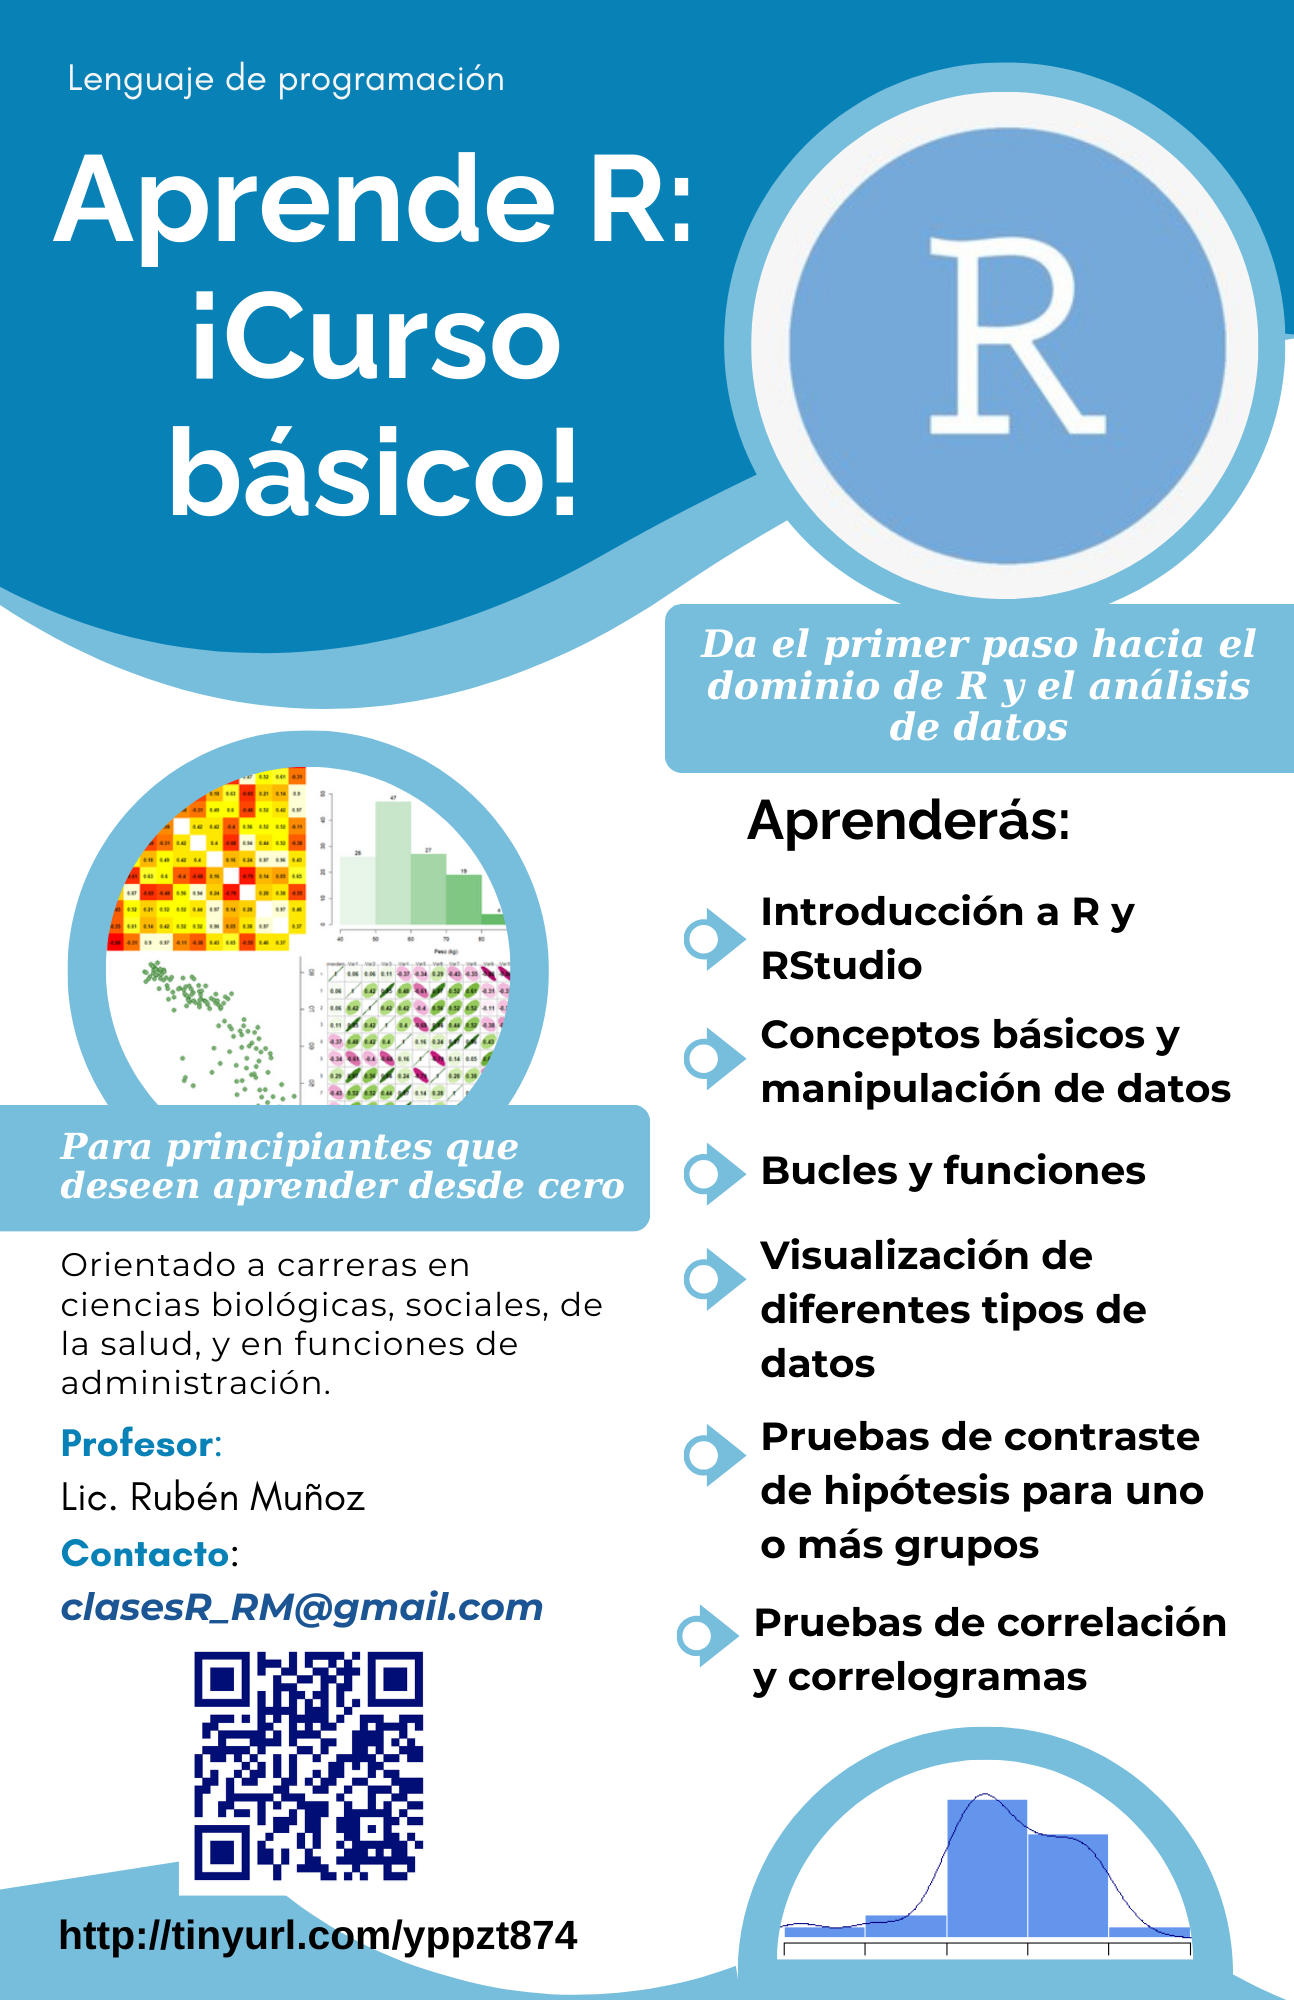 Lenguaje de programación
Aprende R:
¡Curso
básico!
R
Da el primer paso hacia el
dominio de R y el análisis
de datos
Para principiantes que
deseen aprender desde cero
Orientado a carreras en
ciencias biológicas, sociales, de
la salud, y en funciones de
administración.
Profesor:
Lic. Rubén Muñoz
Contacto:
clasesR_RM@gmail.com
http://tinyurl.com/yppzt874
Aprenderás:
Introducción a R y
RStudio
Conceptos básicos y
manipulación de datos
Bucles y funciones
Visualización de
diferentes tipos de
datos
Pruebas de contraste
de hipótesis para uno
o más grupos
Pruebas de correlación
y correlogramas